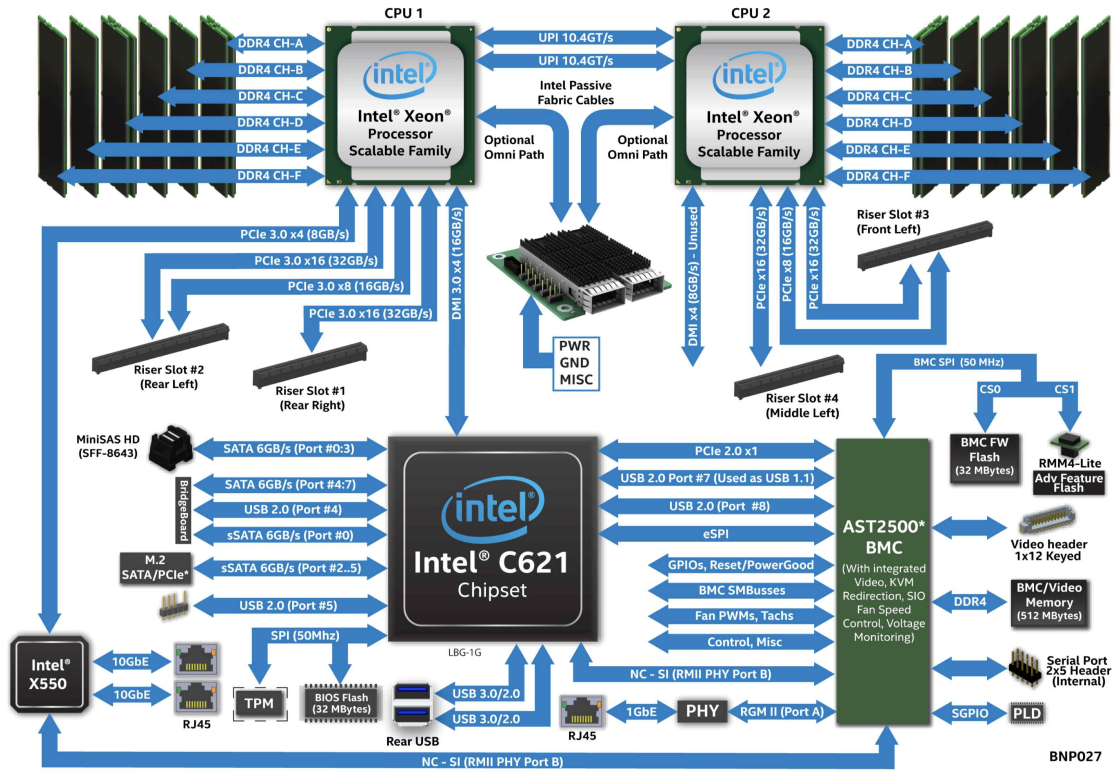 CPU 1
CPU 2
DDR4 CH-A
DDR4 CH-B
DDR4 CH-C
DDR4 CH-D
DDR4 CH-E
DDR4 CH-F
intel®
Intel® Xeon®
Processor
Scalable Family
UPI 10.4GT/s
UPI 10.4GT/s
Intel Passive
Fabric Cables
Optional
Omni Path
Optional
Omni Path
intel®
Intel® Xeon®
Processor
Scalable Family
DDR4 CH-A
DDR4 CH-B
DDR4 CH-C
DDR4 CH-D
DDR4 CH-E
DDR4 CH-F
PCIe 3.0 x4 (8GB/s)
PCIe 3.0 x16 (32GB/s)
PCIe 3.0 x8 (16GB/s)
PCIe 3.0 x16 (32GB/s)
DMI 3.0 x4 (16GB/s)
DMI x4 (8GB/s) - Unused
PCIe x16 (32GB/s)
PCIe x8 (16GB/s)
PCIe x16 (32GB/s)
Riser Slot #3
(Front Left)
Riser Slot #2
(Rear Left)
Riser Slot #1
(Rear Right)
PWR
GND
MISC
Riser Slot #4
(Middle Left)
BMC SPI (50 MHz)
CS0
CS1
BMC FW
Flash
(32 MBytes)
RMM4-Lite
Adv Feature
Flash
MiniSAS HD
(SFF-8643)
BridgeBoard
M.2
SATA/PCIe*
SATA 6GB/s (Port #0:3)
SATA 6GB/s (Port #4:7)
USB 2.0 (Port #4)
sSATA 6GB/s (Port #0)
sSATA 6GB/s (Port #2..5)
USB 2.0 (Port #5)
SPI (50Mhz)
intel®
Intel® C621
Chipset
LBG-1G
PCIe 2.0 x1
USB 2.0 Port #7 (Used as USB 1.1)
USB 2.0 (Port #8)
eSPI
GPIOs, Reset/PowerGood
BMC SMBusses
Fan PWMs, Tachs
Control, Misc
NC - SI (RMII PHY Port B)
AST2500*
BMC
(With integrated
Video, KVM
Redirection, SIO
Fan Speed
Control, Voltage
Monitoring)
Video header
1x12 Keyed
DDR4
BMC/Video
Memory
(512 MBytes)
Serial Port
2x5 Header
(Internal)
SGPIO
PLD
Intel®
X550
10GbE
10GbE
RJ45
TPM
BIOS Flash
(32 MBytes)
USB 3.0/2.0
USB 3.0/2.0
Rear USB
RJ45
1GbE
PHY
RGM II (Port A)
NC - SI (RMII PHY Port B)
BNP027